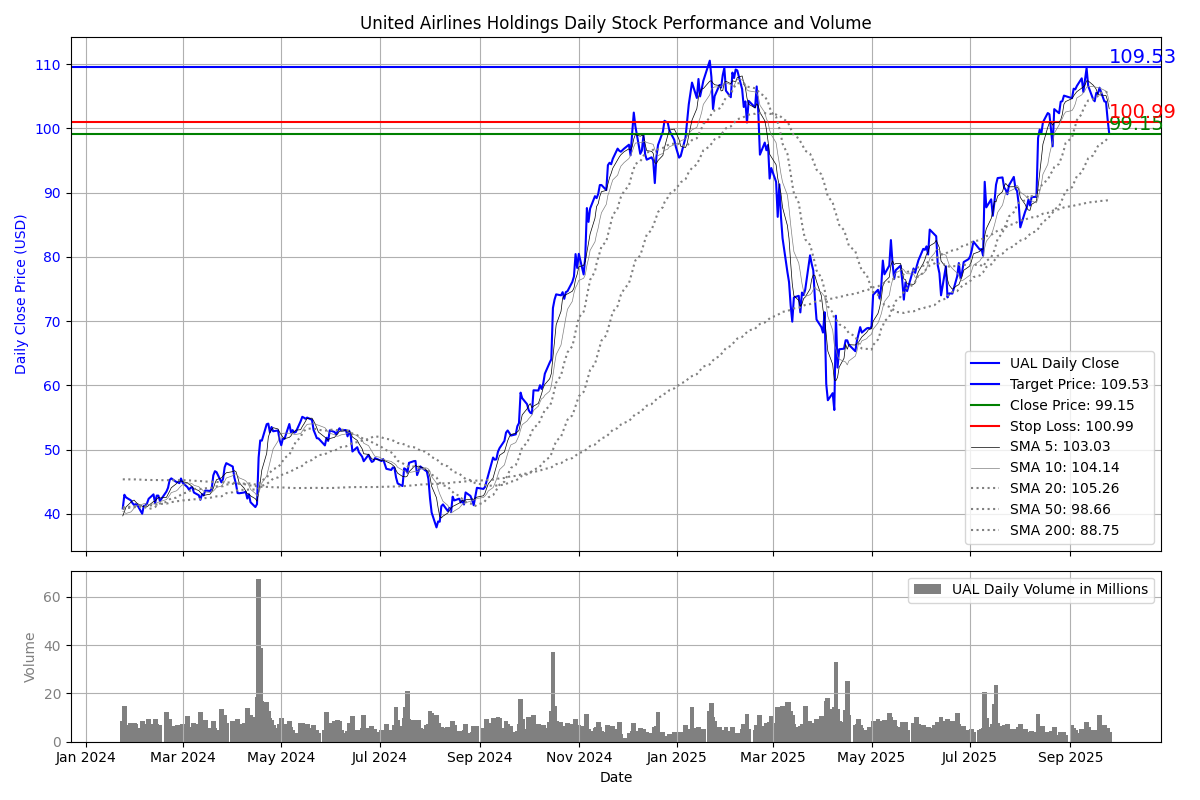 United Airlines Holdings Daily Stock Performance and Volume
Daily Close Price (USD)
110
100
90
80
70
60
50
40
109.53
100.99
99.15
UAL Daily Close
Target Price: 109.53
Close Price: 99.15
Stop Loss: 100.99
SMA 5: 103.03
SMA 10: 104.14
SMA 20: 105.26
SMA 50: 98.66
SMA 200: 88.75
Volume
60
40
20
0
UAL Daily Volume in Millions
Jan 2024 Mar 2024 May 2024 Jul 2024 Sep 2024 Nov 2024 Jan 2025 Mar 2025 May 2025 Jul 2025 Sep 2025
Date